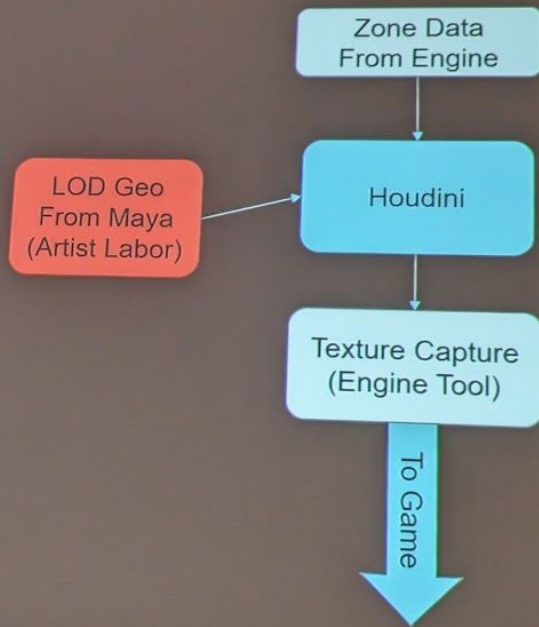 Zone Data
From Engine
LOD Geo
From Maya
(Artist Labor)
Houdini
Texture Capture
(Engine Tool)
To Game